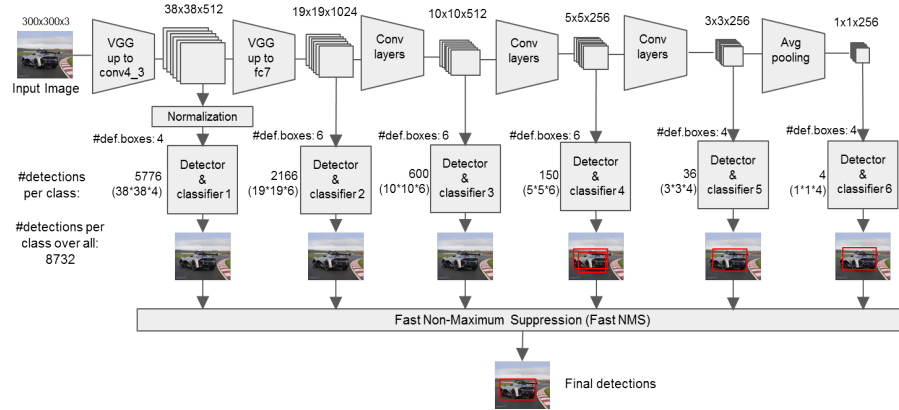 300x300x3
38x38x512
19x19x1024
10x10x512
5x5x256
3x3x256
1x1x256
Input Image
VGG
up to
conv4_3
VGG
up to
fc7
Conv
layers
Conv
layers
Conv
layers
Avg
pooling
Normalization
#def.boxes: 4
#def.boxes: 6
#def.boxes: 6
#def.boxes: 6
#def.boxes: 4
#def.boxes: 4
#detections
per class:
5776
(38*38*4)
Detector
&
classifier 1
2166
(19*19*6)
Detector
&
classifier 2
600
(10*10*6)
Detector
&
classifier 3
150
(5*5*6)
Detector
&
classifier 4
36
(3*3*4)
Detector
&
classifier 5
4
(1*1*4)
Detector
&
classifier 6
#detections per
class over all:
8732
Fast Non-Maximum Suppression (Fast NMS)
Final detections